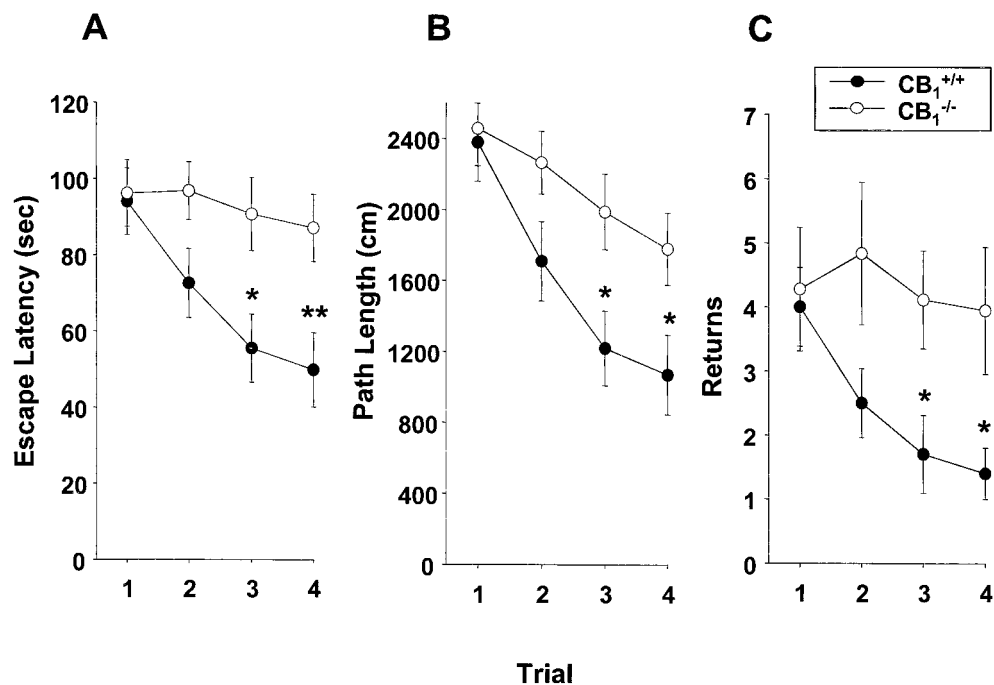 A
B
C
CB₁⁺/⁺
CB₁⁻/⁻
Escape Latency (sec)
120
100
80
60
40
20
0
*
**
1 2 3 4
Path Length (cm)
2400
2000
1600
1200
800
400
0
*
*
1 2 3 4
Returns
7
6
5
4
3
2
1
0
*
*
1 2 3 4
Trial